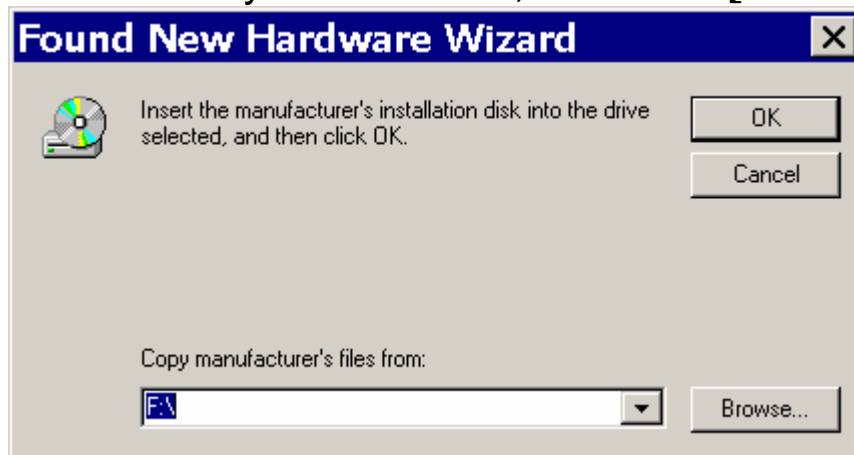 Found New Hardware Wizard
Insert the manufacturer's installation disk into the drive
selected, and then click OK.
OK
Cancel
Copy manufacturer's files from:
F:\
Browse...